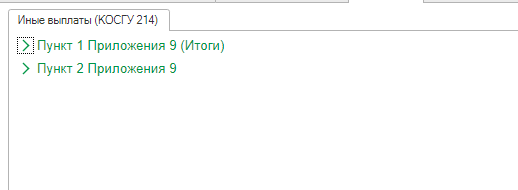 Иные выплаты (КОСГУ 214)
Пункт 1 Приложения 9 (Итоги)
Пункт 2 Приложения 9